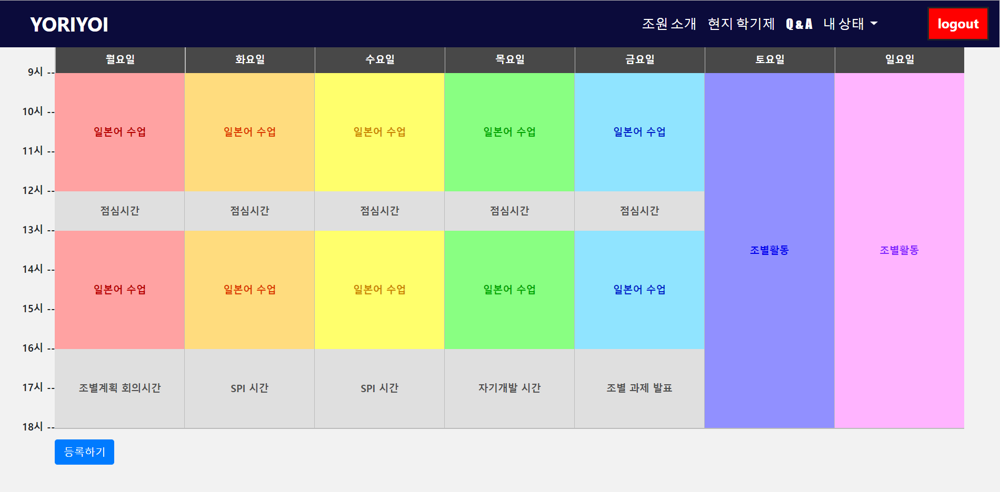 YORIYOI
조원 소개 현지 학기제 Q&A 내 상태
logout
월요일 화요일 수요일 목요일 금요일 토요일 일요일
9시 --
10시 --
일본어 수업 일본어 수업 일본어 수업 일본어 수업 일본어 수업
11시 --
12시 --
점심시간 점심시간 점심시간 점심시간 점심시간
13시 --
조별활동 조별활동
14시 --
일본어 수업 일본어 수업 일본어 수업 일본어 수업 일본어 수업
15시 --
16시 --
17시 -- 조별계획 회의시간 SPI 시간 SPI 시간 자기개발 시간 조별 과제 발표
18시 --
등록하기